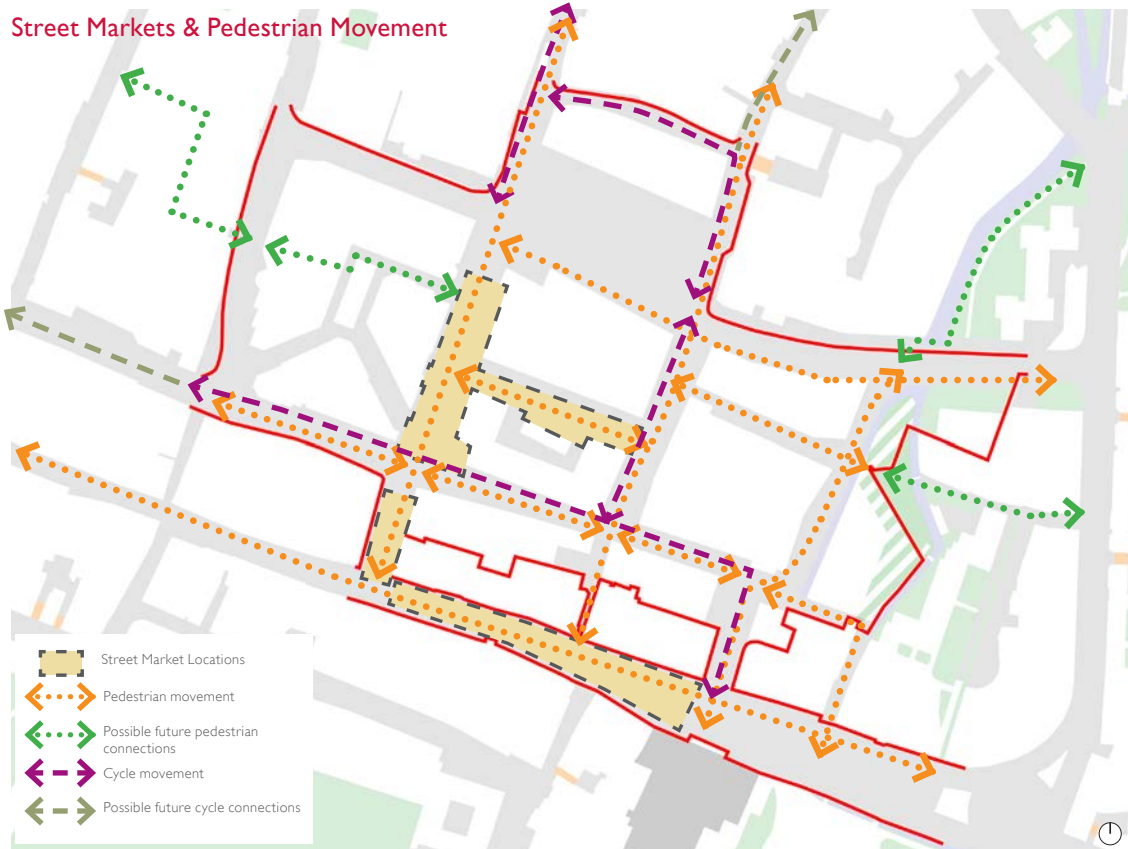 Street Markets & Pedestrian Movement
Street Market Locations
Pedestrian movement
Possible future pedestrian
connections
Cycle movement
Possible future cycle connections